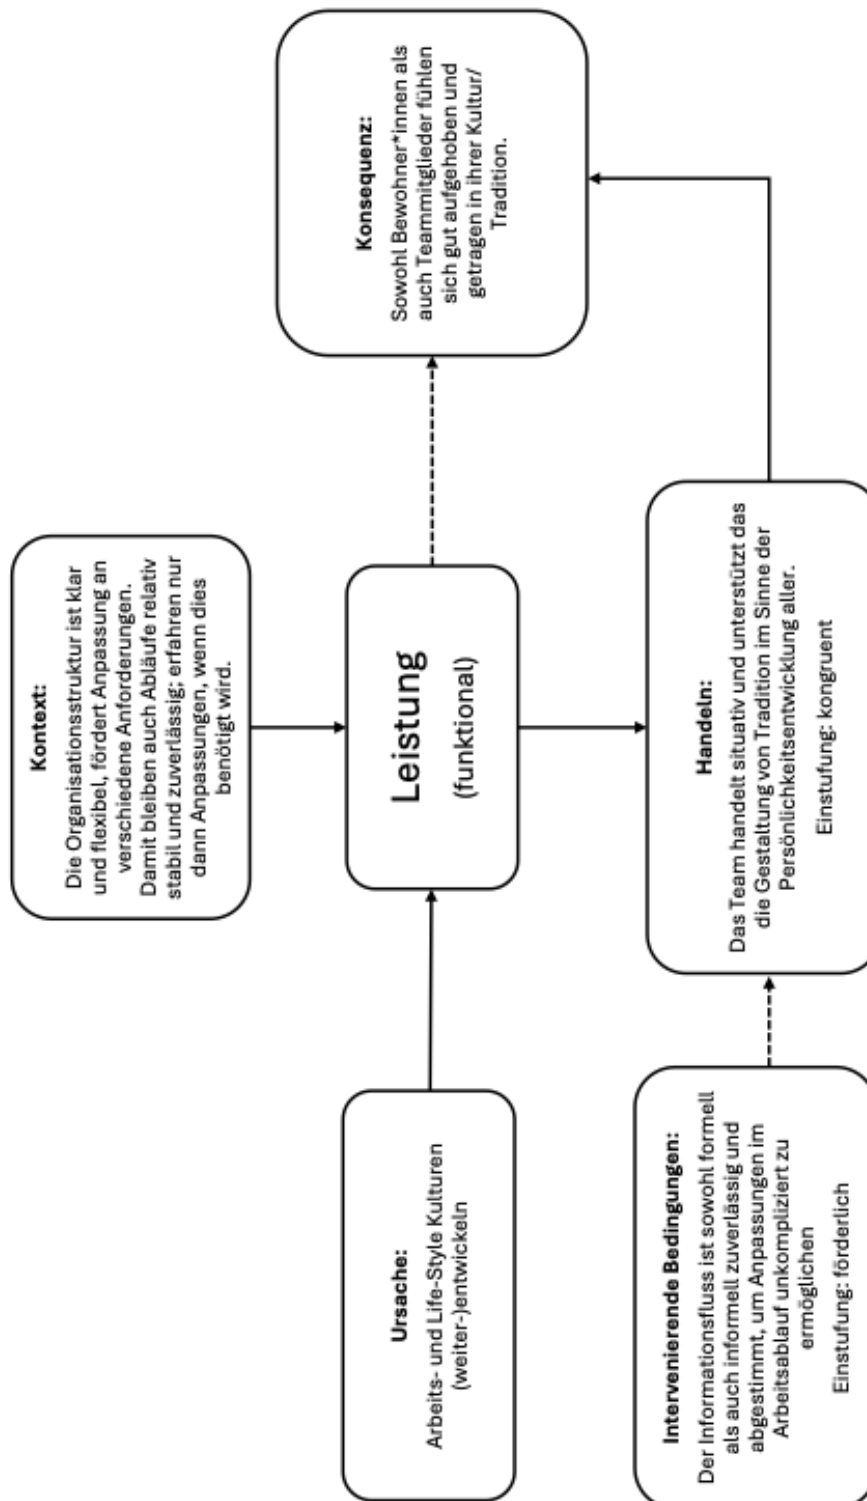 Kontext:
Die Organisationsstruktur ist klar
und flexibel, fördert Anpassung an
verschiedene Anforderungen.
Damit bleiben auch Abläufe relativ
stabil und zuverlässig; erfahren nur
dann Anpassungen, wenn dies
benötigt wird.
Ursache:
Arbeits- und Life-Style Kulturen
(weiter-)entwickeln
Leistung
(funktional)
Konsequenz:
Sowohl Bewohner*innen als
auch Teammitglieder fühlen
sich gut aufgehoben und
getragen in ihrer Kultur/
Tradition.
Intervenierende Bedingungen:
Der Informationsfluss ist sowohl formell
als auch informell zuverlässig und
abgestimmt, um Anpassungen im
Arbeitsablauf unkompliziert zu
ermöglichen
Einstufung: förderlich
Handeln:
Das Team handelt situativ und unterstützt das
die Gestaltung von Tradition im Sinne der
Persönlichkeitsentwicklung aller.
Einstufung: kongruent